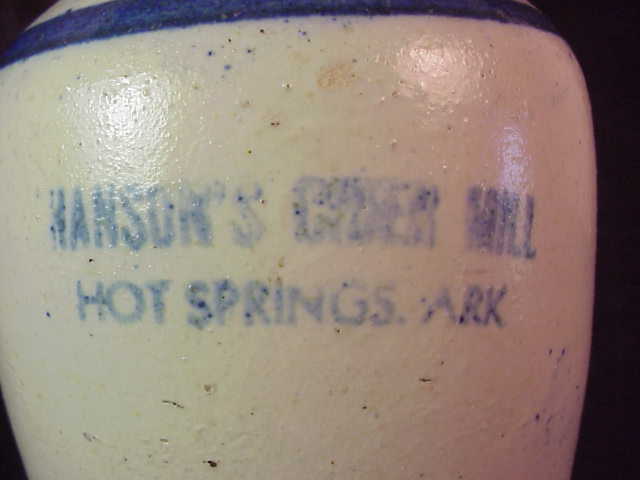 HANSON'S CIDER MILL
HOT SPRINGS. ARK